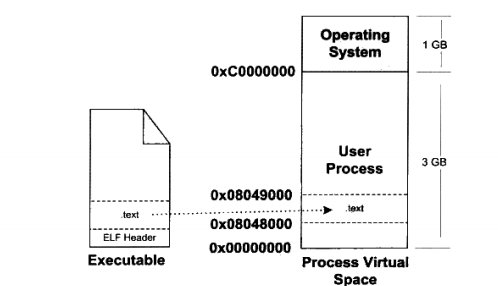 Operating
System
1 GB
0xC0000000
User
Process
3 GB
0x08049000
.text
.text
0x08048000
ELF Header
0x00000000
Executable
Process Virtual
Space